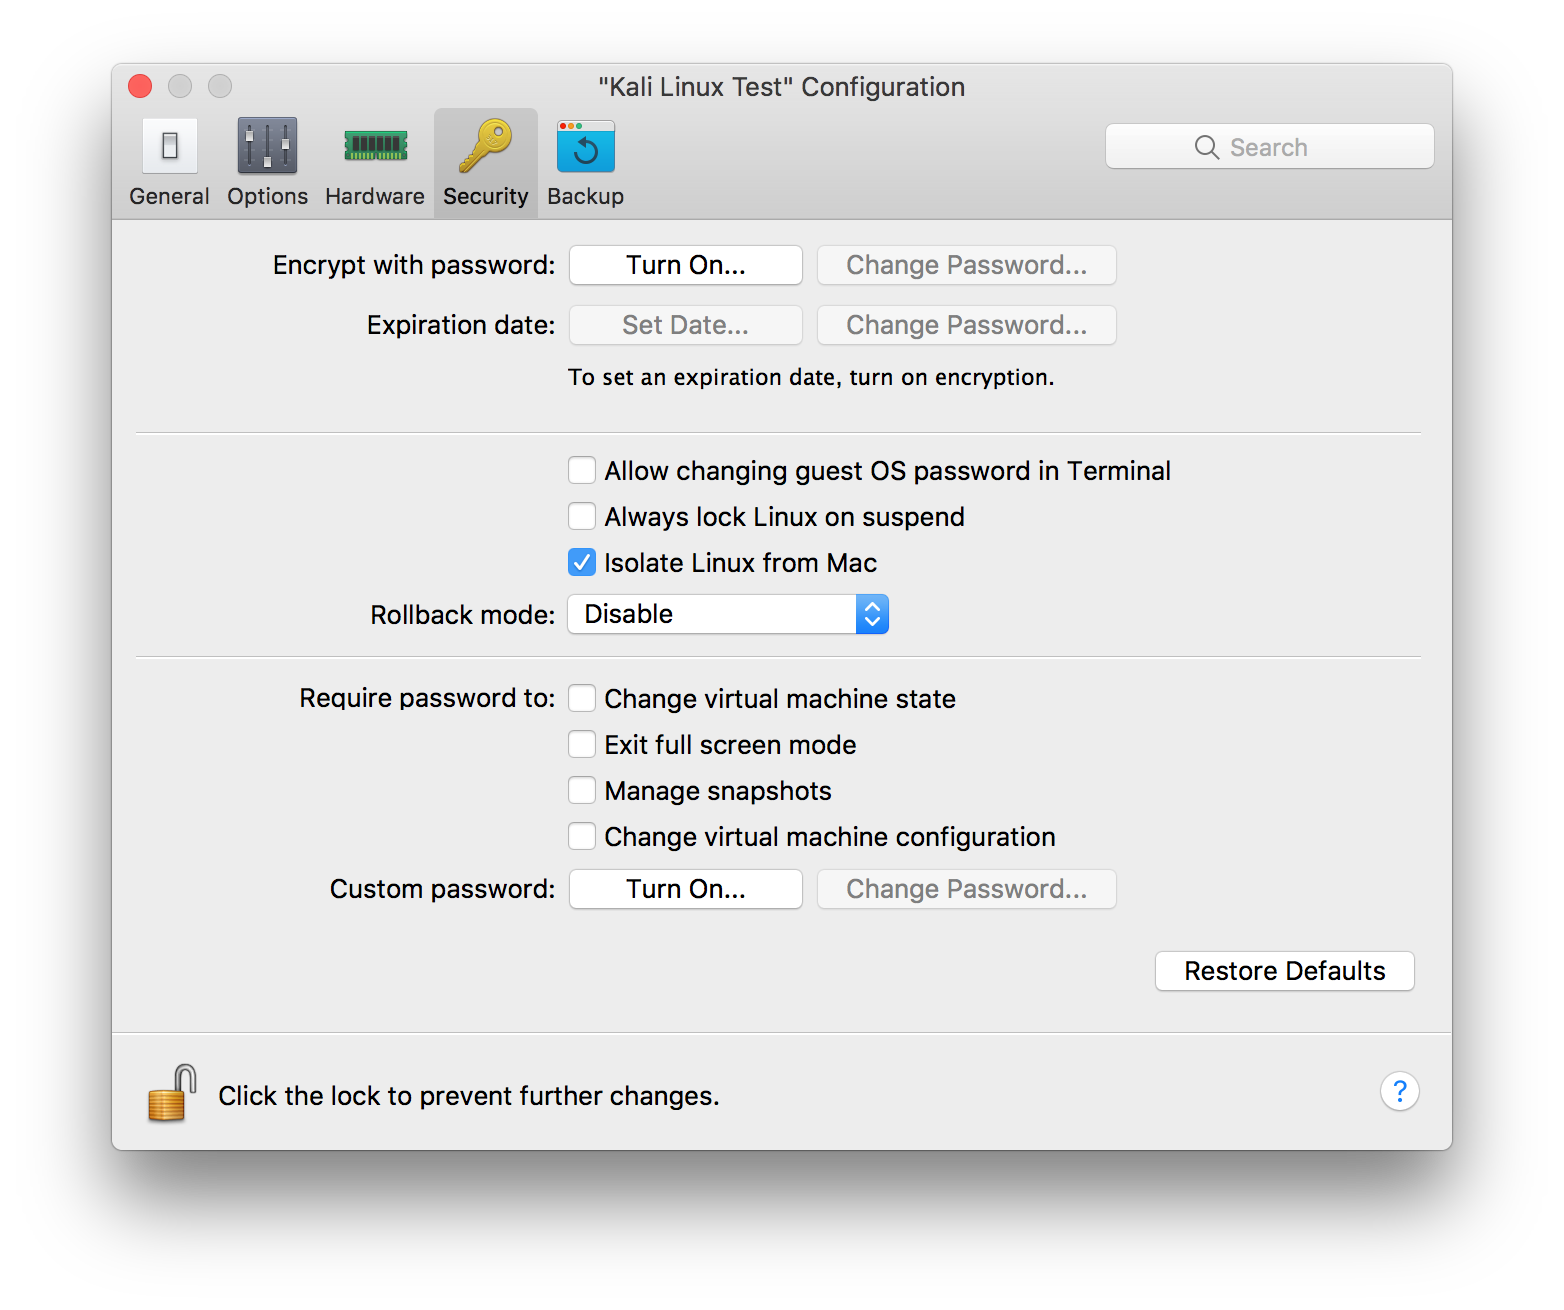 "Kali Linux Test" Configuration
General Options Hardware Security Backup
Search
Encrypt with password: Turn On... Change Password...
Expiration date: Set Date... Change Password...
To set an expiration date, turn on encryption.
Allow changing guest OS password in Terminal
Always lock Linux on suspend
Isolate Linux from Mac
Rollback mode: Disable
Require password to: Change virtual machine state
Exit full screen mode
Manage snapshots
Change virtual machine configuration
Custom password: Turn On... Change Password...
Restore Defaults
Click the lock to prevent further changes.
?